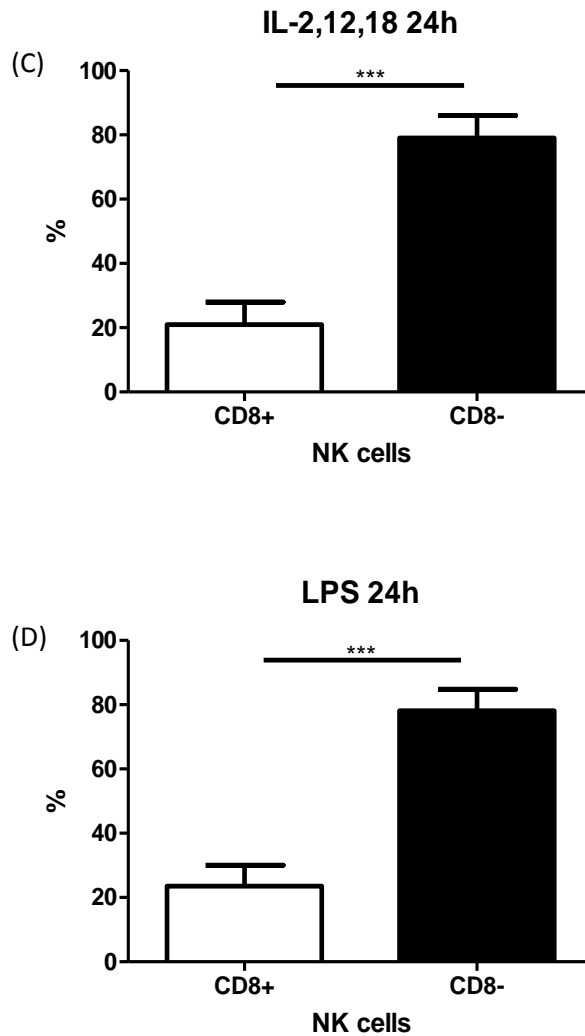 IL-2,12,18 24h
(C)
***
100
80
60
40
20
0
%
CD8+ CD8-
NK cells
LPS 24h
(D)
***
100
80
60
40
20
0
%
CD8+ CD8-
NK cells